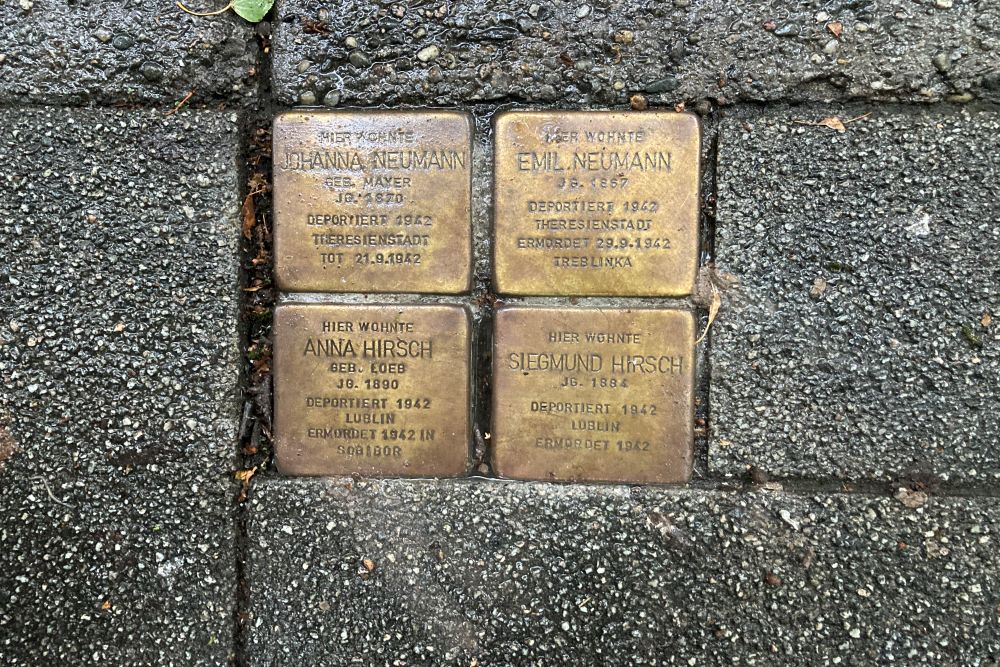 HIER WOHNTE
JOHANNA NEUMANN
GEB. MAYER
JG. 1870
DEPORTIERT 1942
THERESIENSTADT
TOT 21.9.1942
HIER WOHNTE
EMIL NEUMANN
JG. 1857
DEPORTIERT 1942
THERESIENSTADT
ERMORDET 29.9.1942
TREBLINKA
HIER WOHNTE
ANNA HIRSCH
GEB. LOEB
JG. 1890
DEPORTIERT 1942
LUBLIN
ERMORDET 1942 IN
SOBIBOR
HIER WOHNTE
SIEGMUND HIRSCH
JG. 1884
DEPORTIERT 1942
LUBLIN
ERMORDET 1942